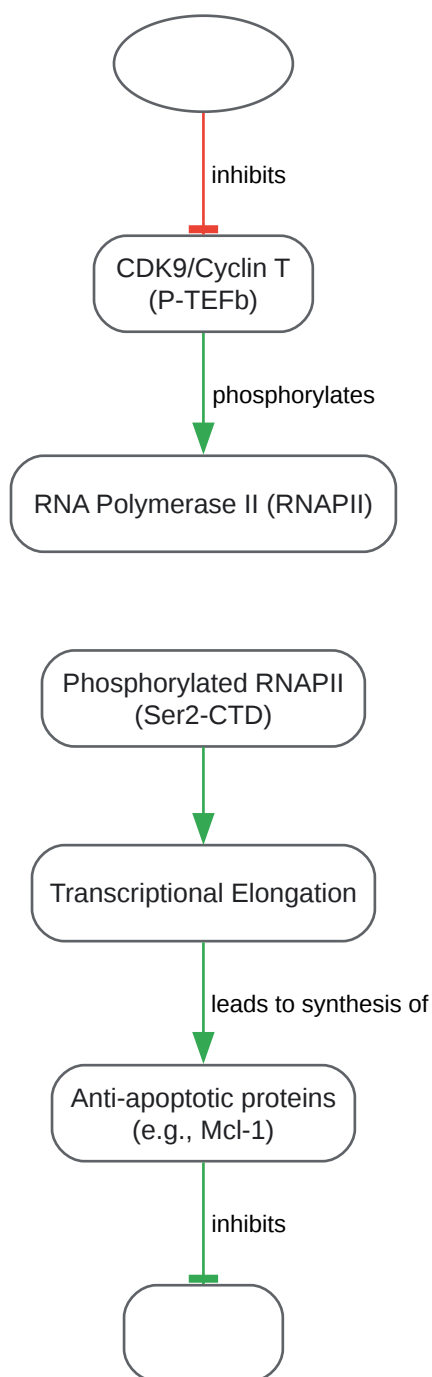 inhibits
CDK9/Cyclin T
(P-TEFb)
phosphorylates
RNA Polymerase II (RNAPII)
Phosphorylated RNAPII
(Ser2-CTD)
Transcriptional Elongation
leads to synthesis of
Anti-apoptotic proteins
(e.g., Mcl-1)
inhibits